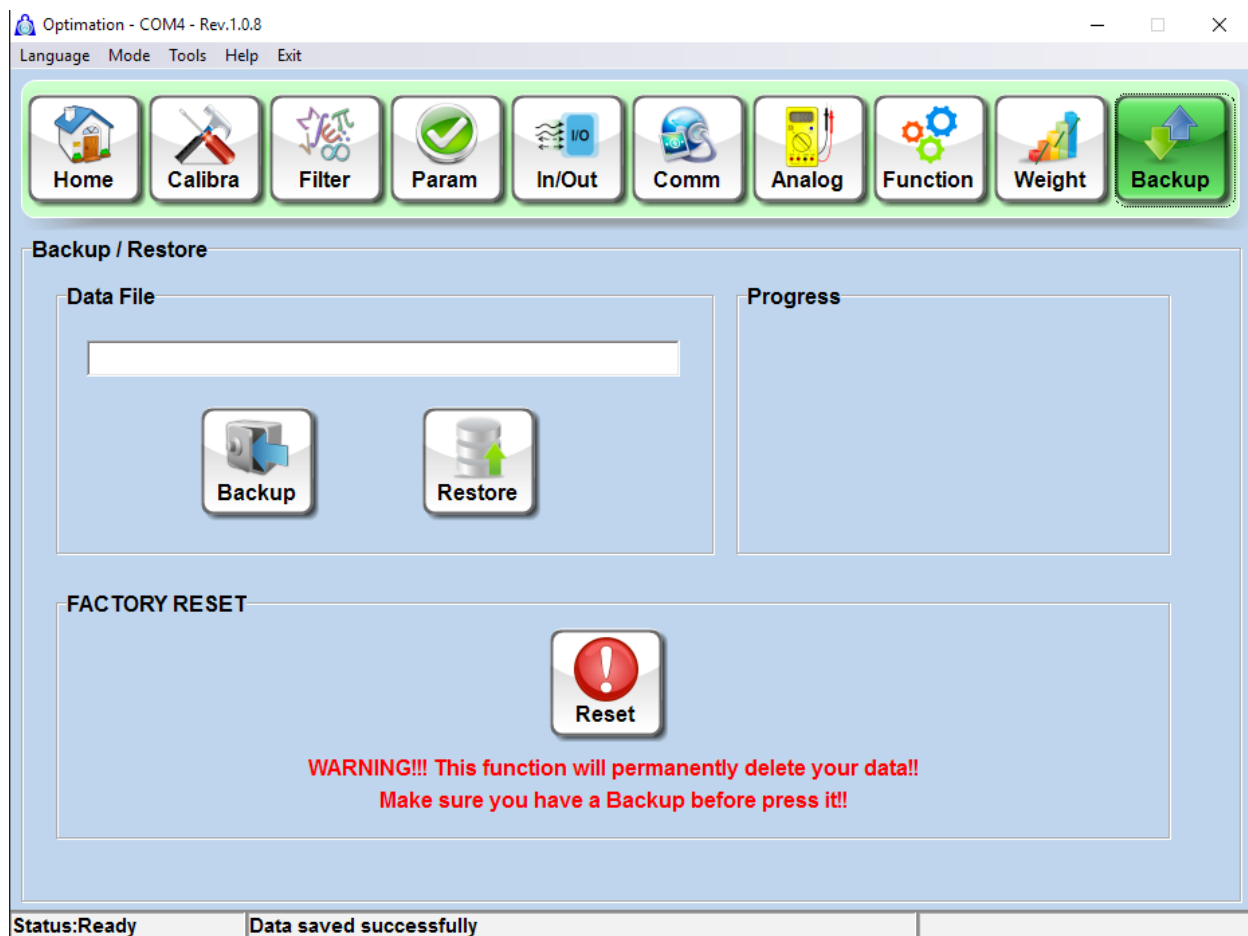 Optimation - COM4 - Rev.1.0.8
Language Mode Tools Help Exit
Home Calibra Filter Param In/Out Comm Analog Function Weight Backup
I/O
Backup / Restore
Data File
Progress
Backup Restore
FACTORY RESET
Reset
WARNING!!! This function will permanently delete your data!!
Make sure you have a Backup before press it!!
Status:Ready Data saved successfully